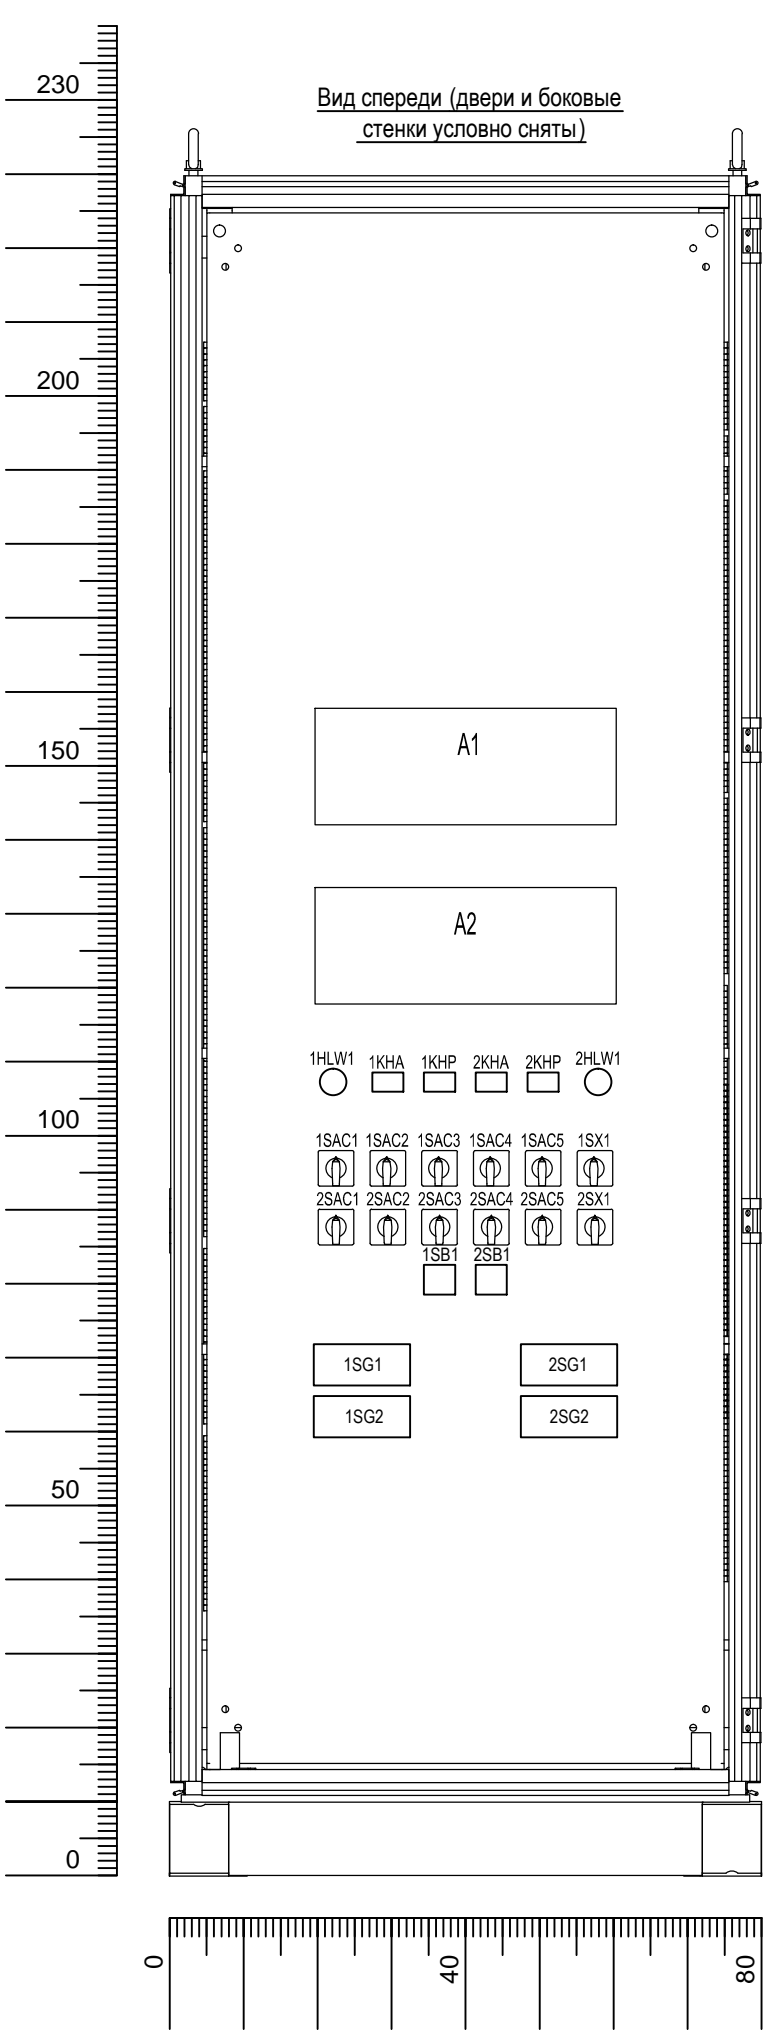 230
Вид спереди (двери и боковые
стенки условно сняты)
200
A1
150
A2
1HLW1 1KHA 1KHP 2KHA 2KHP 2HLW1
100
1SAC1 1SAC2 1SAC3 1SAC4 1SAC5 1SX1
2SAC1 2SAC2 2SAC3 2SAC4 2SAC5 2SX1
1SB1 2SB1
1SG1 2SG1
1SG2 2SG2
50
0
0 40 80